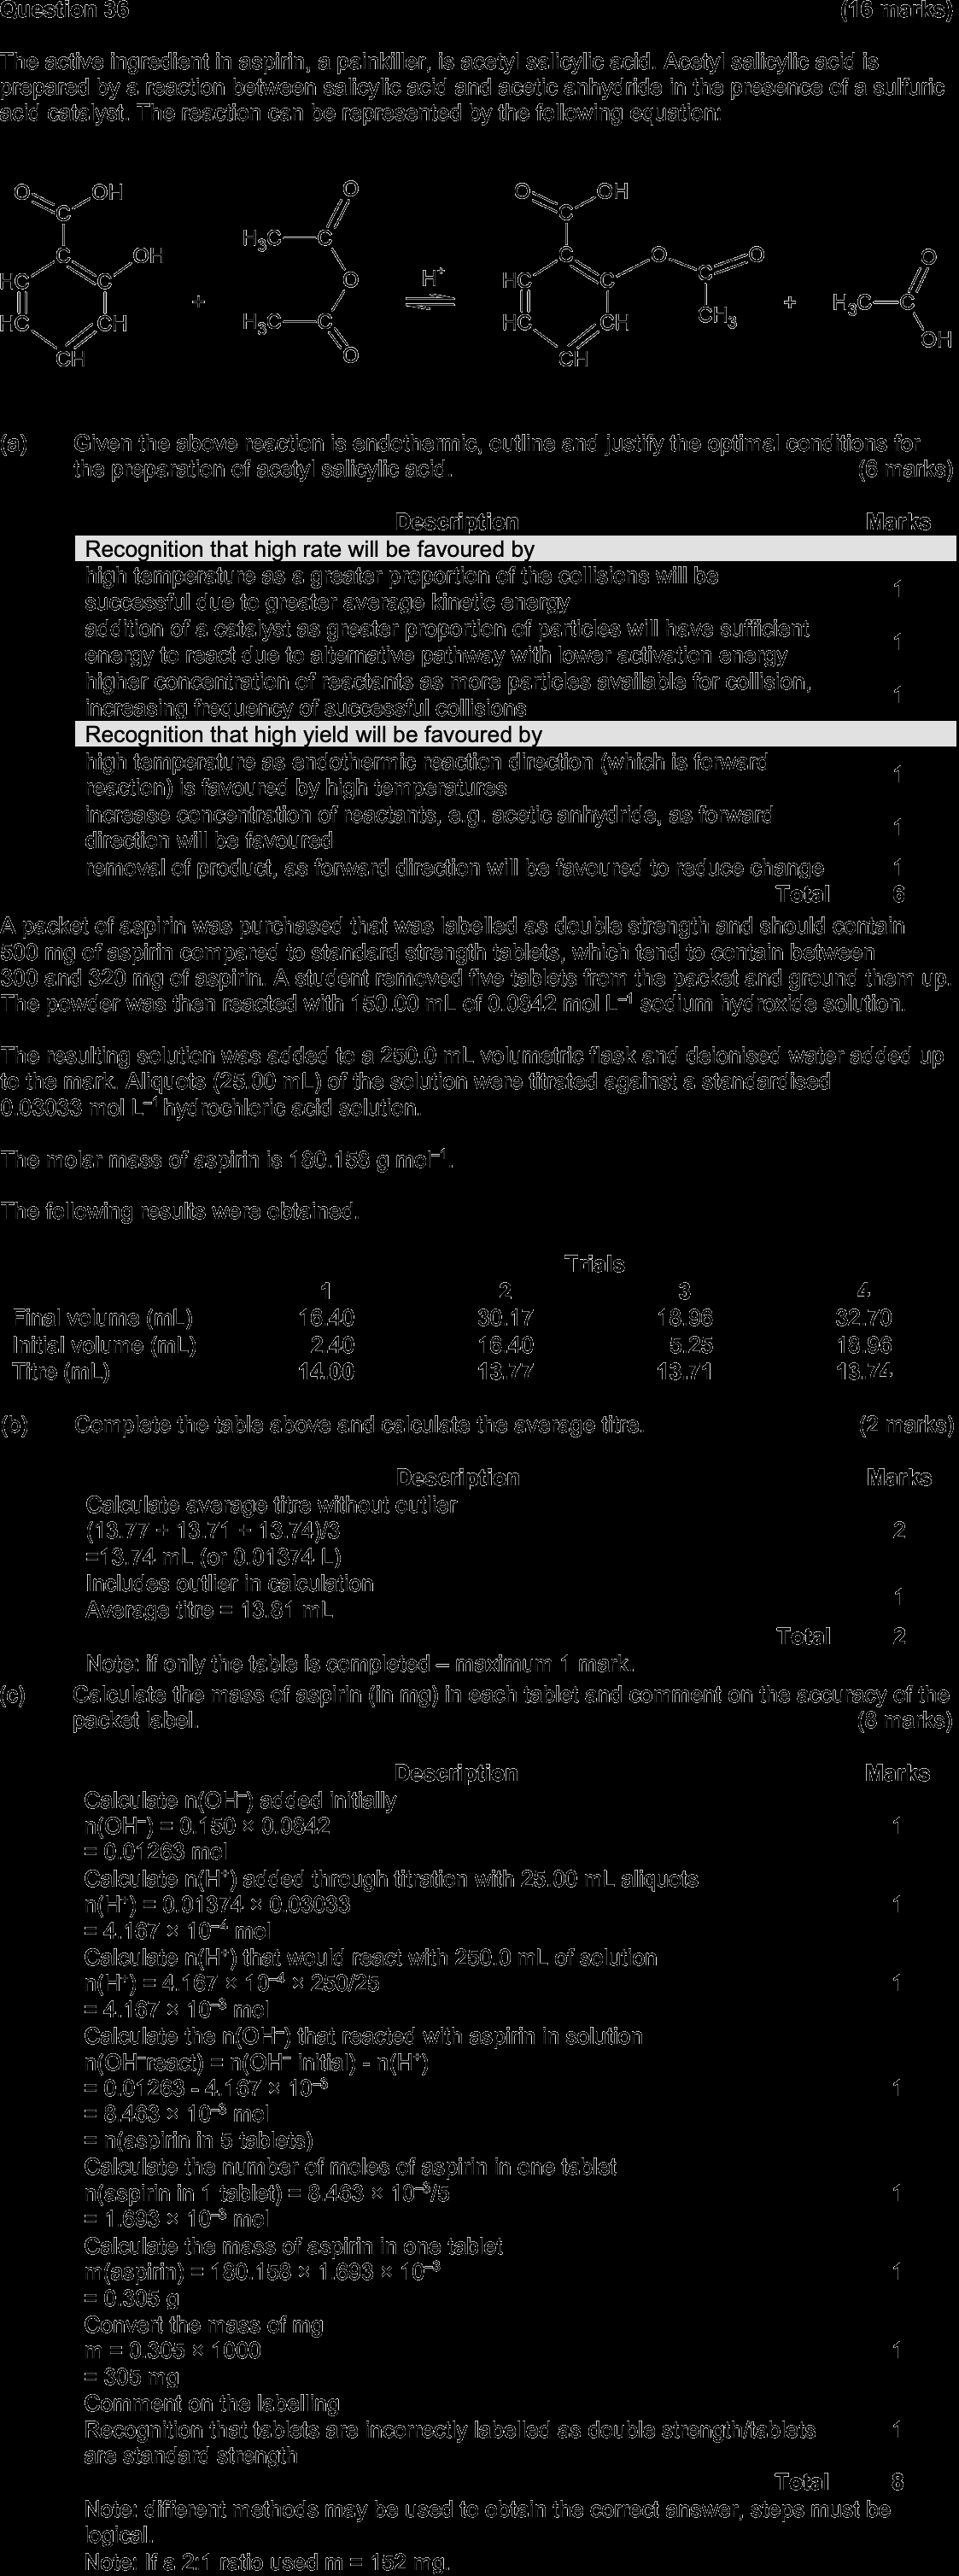 Question 36 (16 marks)
The active ingredient in aspirin, a painkiller, is acetyl salicylic acid. Acetyl salicylic acid is
prepared by a reaction between salicylic acid and acetic anhydride in the presence of a sulfuric
acid catalyst. The reaction can be represented by the following equation:
O OH O O OH
C H₃C C C
C OH O H⁺ C O O O
HC C + HC C C + H₃C C
HC CH H₃C C HC CH CH₃ OH
CH O CH
(a) Given the above reaction is endothermic, outline and justify the optimal conditions for
the preparation of acetyl salicylic acid. (6 marks)
Description Marks
Recognition that high rate will be favoured by
high temperature as a greater proportion of the collisions will be
successful due to greater average kinetic energy 1
addition of a catalyst as greater proportion of particles will have sufficient
energy to react due to alternative pathway with lower activation energy 1
higher concentration of reactants as more particles available for collision,
increasing frequency of successful collisions 1
Recognition that high yield will be favoured by
high temperature as endothermic reaction direction (which is forward
reaction) is favoured by high temperatures 1
increase concentration of reactants, e.g. acetic anhydride, as forward
direction will be favoured 1
removal of product, as forward direction will be favoured to reduce change 1
Total 6
A packet of aspirin was purchased that was labelled as double strength and should contain
500 mg of aspirin compared to standard strength tablets, which tend to contain between
300 and 320 mg of aspirin. A student removed five tablets from the packet and ground them up.
The powder was then reacted with 150.00 mL of 0.0842 mol L⁻¹ sodium hydroxide solution.
The resulting solution was added to a 250.0 mL volumetric flask and deionised water added up
to the mark. Aliquots (25.00 mL) of the solution were titrated against a standardised
0.03033 mol L⁻¹ hydrochloric acid solution.
The molar mass of aspirin is 180.158 g mol⁻¹.
The following results were obtained.
Trials
1 2 3 4
Final volume (mL) 16.40 30.17 18.96 32.70
Initial volume (mL) 2.40 16.40 5.25 18.96
Titre (mL) 14.00 13.77 13.71 13.74
(b) Complete the table above and calculate the average titre. (2 marks)
Description Marks
Calculate average titre without outlier
(13.77 + 13.71 + 13.74)/3 2
=13.74 mL (or 0.01374 L)
Includes outlier in calculation
Average titre = 13.81 mL 1
Total 2
Note: if only the table is completed – maximum 1 mark.
(c) Calculate the mass of aspirin (in mg) in each tablet and comment on the accuracy of the
packet label. (8 marks)
Description Marks
Calculate n(OH⁻) added initially
n(OH⁻) = 0.150 × 0.0842 1
= 0.01263 mol
Calculate n(H⁺) added through titration with 25.00 mL aliquots
n(H⁺) = 0.01374 × 0.03033 1
= 4.167 × 10⁻⁴ mol
Calculate n(H⁺) that would react with 250.0 mL of solution
n(H⁺) = 4.167 × 10⁻⁴ × 250/25 1
= 4.167 × 10⁻³ mol
Calculate the n(OH⁻) that reacted with aspirin in solution
n(OH⁻react) = n(OH⁻ initial) - n(H⁺)
= 0.01263 - 4.167 × 10⁻³ 1
= 8.463 × 10⁻³ mol
= n(aspirin in 5 tablets)
Calculate the number of moles of aspirin in one tablet
n(aspirin in 1 tablet) = 8.463 × 10⁻³/5 1
= 1.693 × 10⁻³ mol
Calculate the mass of aspirin in one tablet
m(aspirin) = 180.158 × 1.693 × 10⁻³ 1
= 0.305 g
Convert the mass of mg
m = 0.305 × 1000 1
= 305 mg
Comment on the labelling
Recognition that tablets are incorrectly labelled as double strength/tablets 1
are standard strength
Total 8
Note: different methods may be used to obtain the correct answer, steps must be
logical.
Note: If a 2:1 ratio used m = 152 mg.